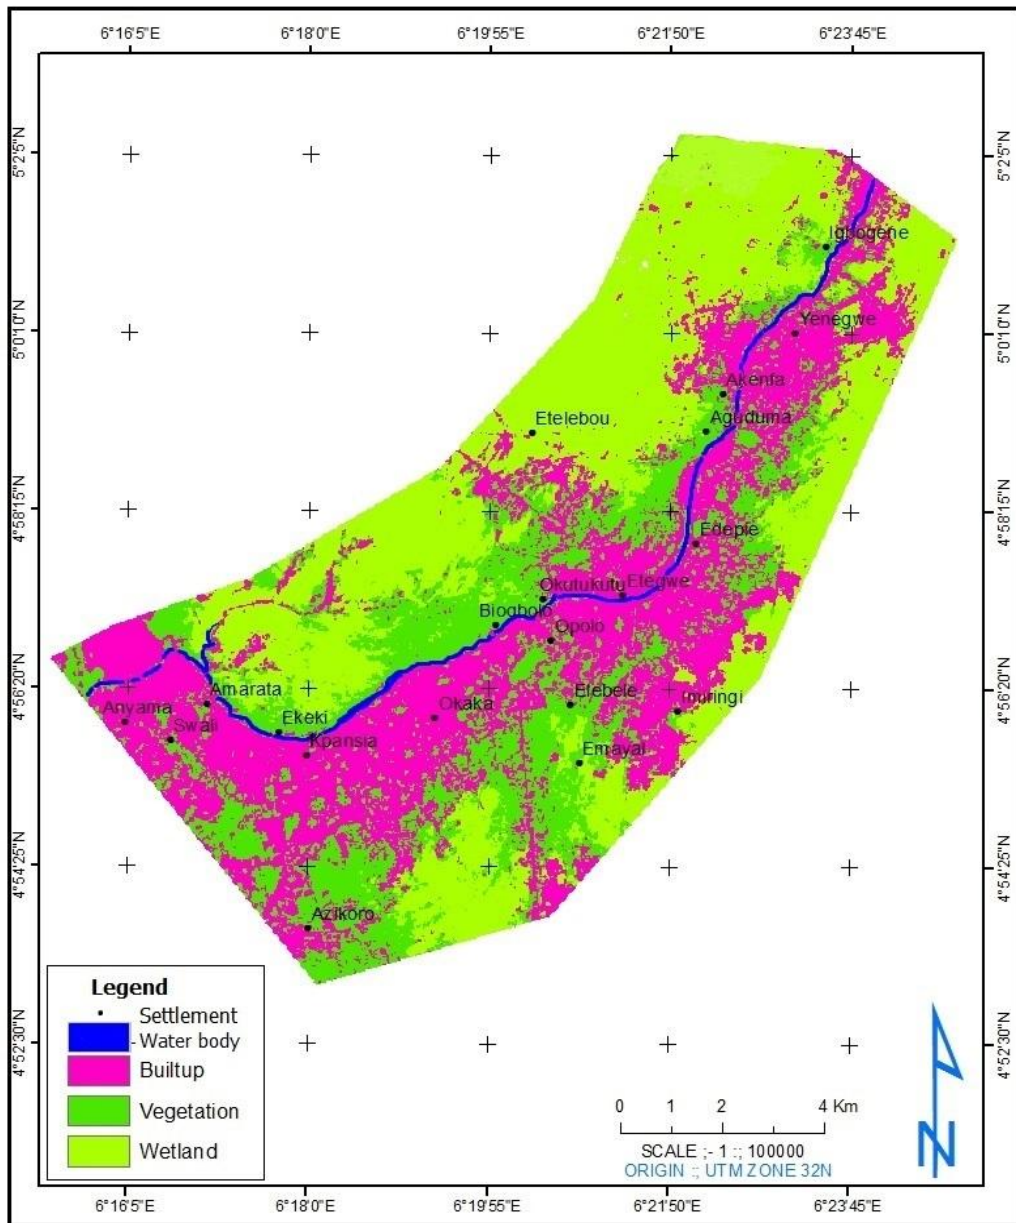 6°16'5"E 6°18'0"E 6°19'55"E 6°21'50"E 6°23'45"E
5°2'5"N 5°2'5"N
Igbogene
5°0'10"N 5°0'10"N
Yenegwe
Akenfa
Etelebou Aguduma
4°58'15"N 4°58'15"N
Edepie
Okutukutu Etegwe
Biogbolo
Opolo
4°56'20"N 4°56'20"N
Amarata Elebele Imiringi
Anyama Okaka
Swali Ekeki
Kpansia Emayal
4°54'25"N 4°54'25"N
Azikoro
Legend
Settlement
Water body
Builtup
Vegetation
Wetland
4°52'30"N 4°52'30"N
0 1 2 4 Km
SCALE ;- 1 :; 100000
ORIGIN :; UTM ZONE 32N
N
6°16'5"E 6°18'0"E 6°19'55"E 6°21'50"E 6°23'45"E